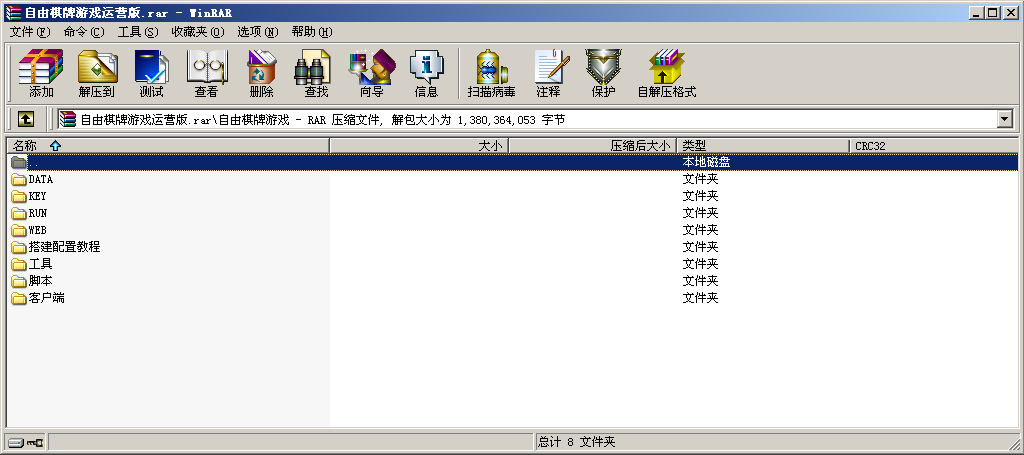 自由棋牌游戏运营版.rar - WinRAR
文件(F) 命令(C) 工具(S) 收藏夹(O) 选项(N) 帮助(H)
添加 解压到 测试 查看 删除 查找 向导 信息 扫描病毒 注释 保护 自解压格式
自由棋牌游戏运营版.rar\自由棋牌游戏 - RAR 压缩文件, 解包大小为 1,380,364,053 字节
名称 大小 压缩后大小 类型 CRC32
.. 本地磁盘
DATA 文件夹
KEY 文件夹
RUN 文件夹
WEB 文件夹
搭建配置教程 文件夹
工具 文件夹
脚本 文件夹
客户端 文件夹
总计 8 文件夹